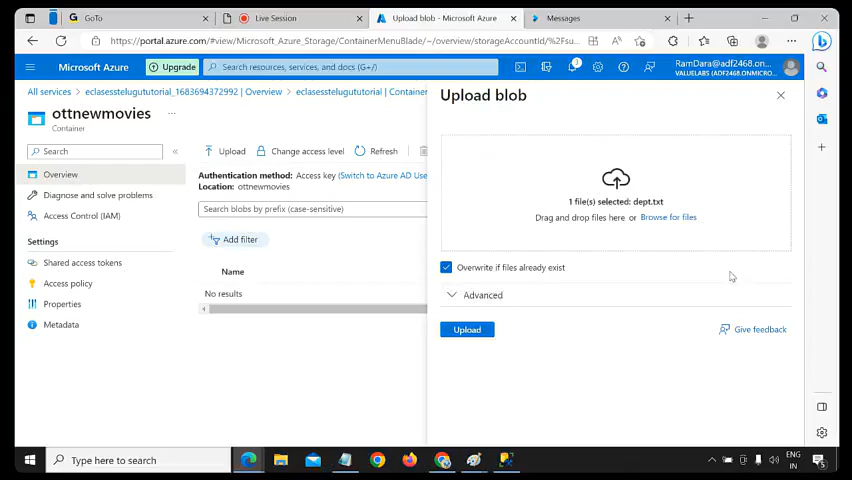 GoTo
Live Session
Upload blob - Microsoft Azure
Messages
https://portal.azure.com/#view/Microsoft_Azure_Storage/ContainerMenuBlade/~/overview/storageAccountId/%2Fsu...
Microsoft Azure
Upgrade
Search resources, services, and docs (G+/)
3
RamDara@adf2468.on...
VALUELABS (ADF2468.ONMICRO...
All services > eclassestelugututorial_1683694372992 | Overview > eclassestelugututorial | Contain
ottnewmovies
...
Container
Search
Overview
Diagnose and solve problems
Access Control (IAM)
Settings
Shared access tokens
Access policy
Properties
Metadata
Upload
Change access level
Refresh
Authentication method: Access key (Switch to Azure AD Use
Location: ottnewmovies
Search blobs by prefix (case-sensitive)
Add filter
Name
No results
Upload blob
1 file(s) selected: dept.txt
Drag and drop files here or Browse for files
Overwrite if files already exist
Advanced
Upload
Give feedback
Type here to search
ENG
IN
5